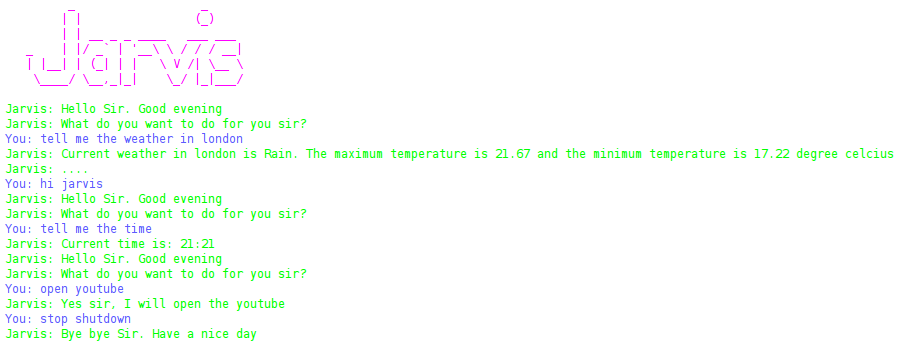 Jarvis
Jarvis: Hello Sir. Good evening
Jarvis: What do you want to do for you sir?
You: tell me the weather in london
Jarvis: Current weather in london is Rain. The maximum temperature is 21.67 and the minimum temperature is 17.22 degree celcius
Jarvis: ....
You: hi jarvis
Jarvis: Hello Sir. Good evening
Jarvis: What do you want to do for you sir?
You: tell me the time
Jarvis: Current time is: 21:21
Jarvis: Hello Sir. Good evening
Jarvis: What do you want to do for you sir?
You: open youtube
Jarvis: Yes sir, I will open the youtube
You: stop shutdown
Jarvis: Bye bye Sir. Have a nice day